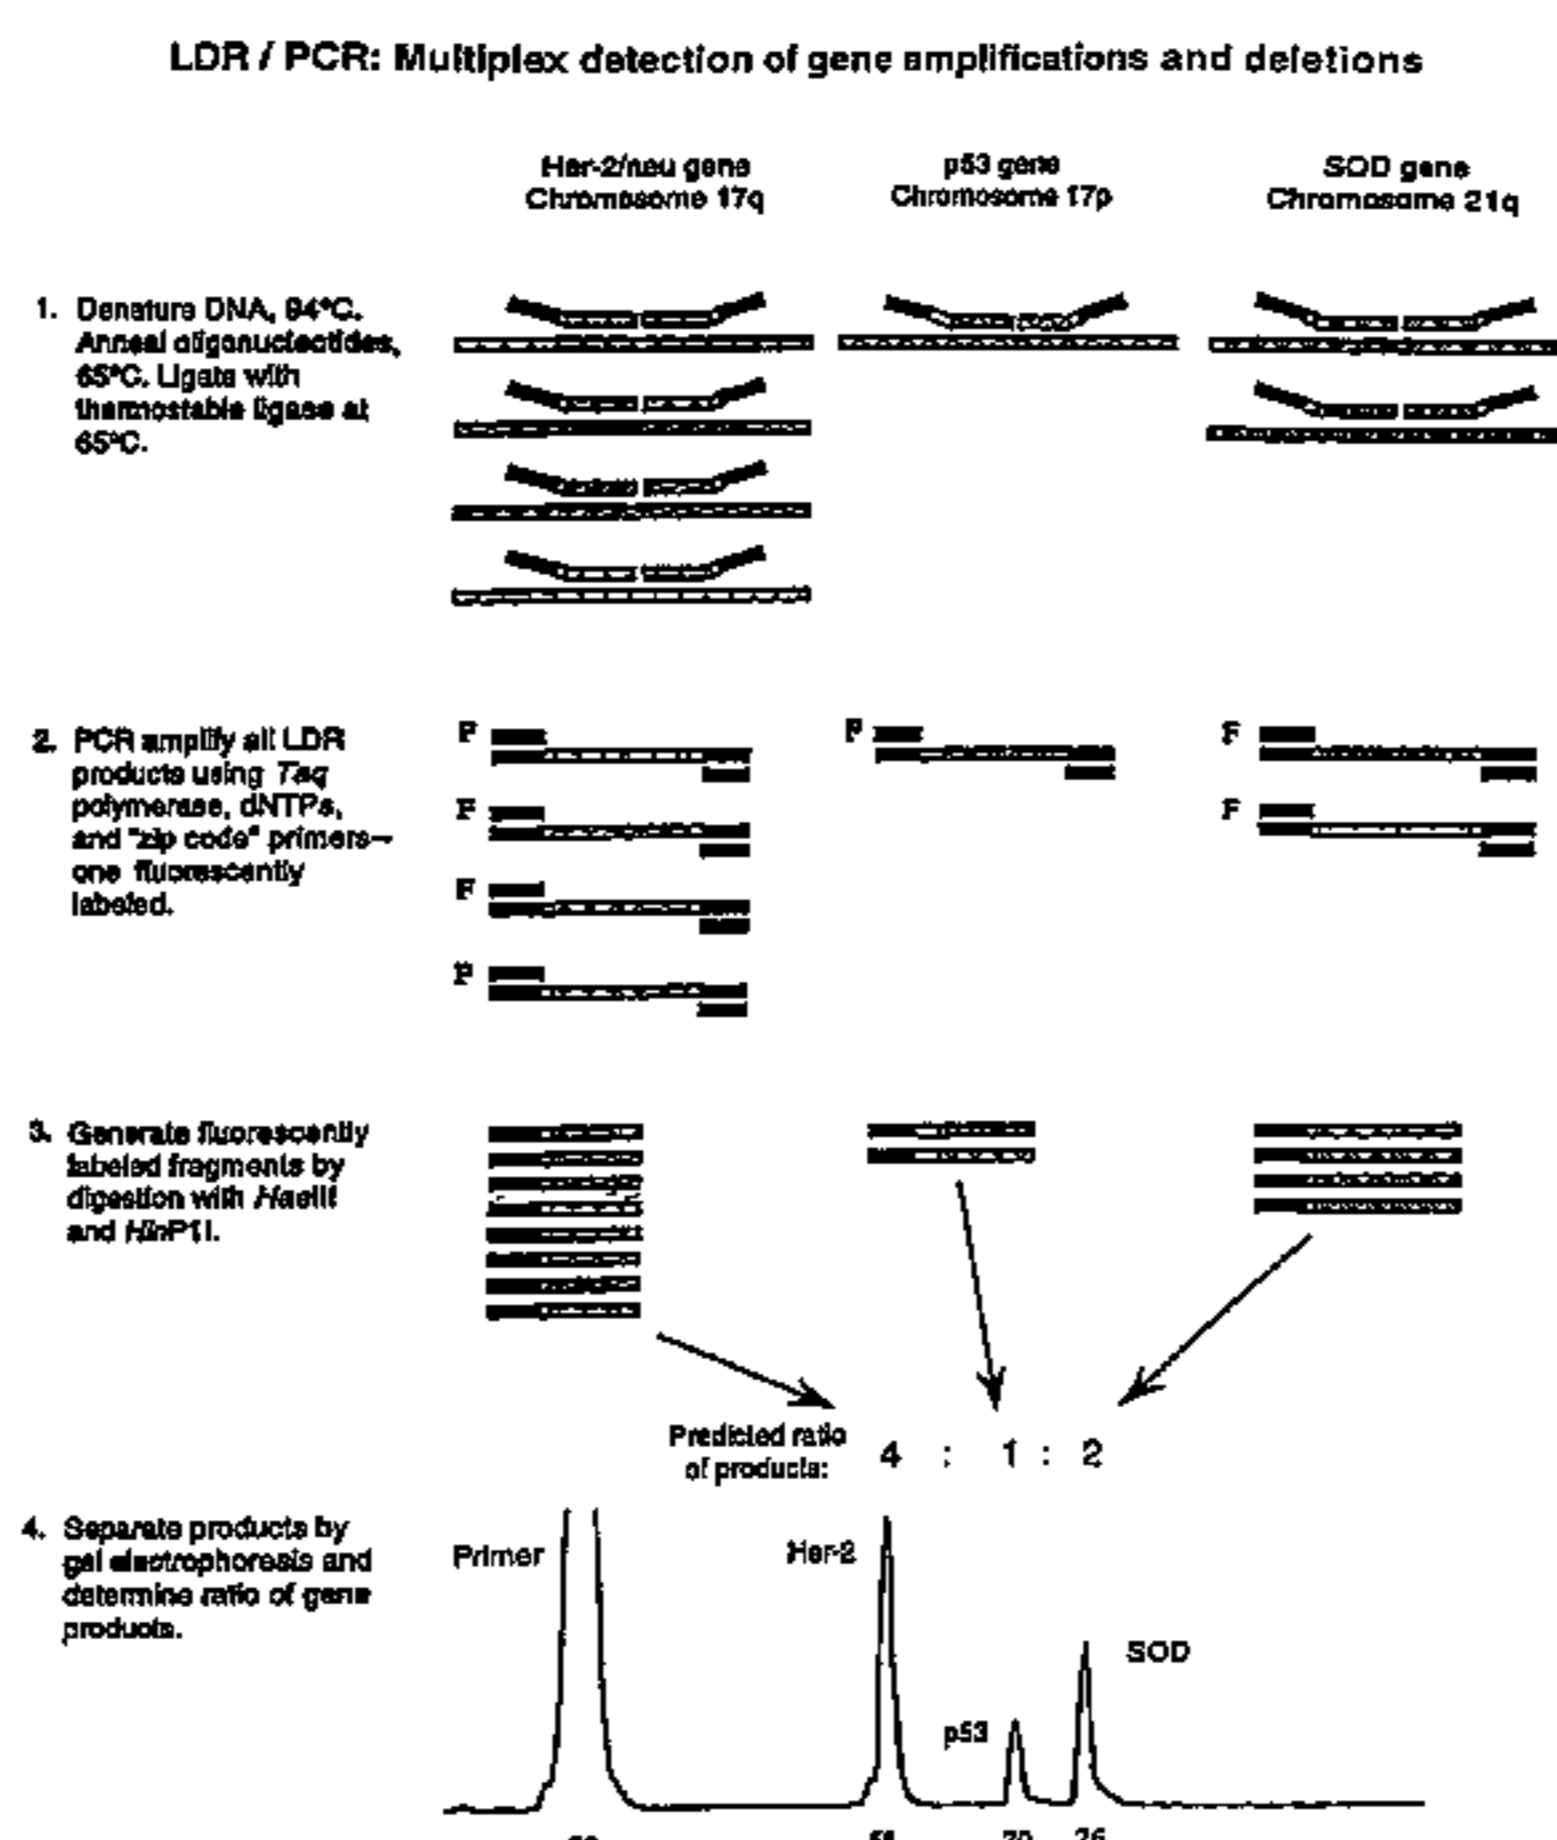 LDR / PCR: Multiplex detection of gene amplifications and deletions
Her-2/neu gene
Chromosome 17q
p53 gene
Chromosome 17p
SOD gene
Chromosome 21q
1. Denature DNA, 94°C.
Anneal oligonucleotides,
65°C. Ligate with
thermostable ligase at
65°C.
2. PCR amplify all LDR
products using Taq
polymerase, dNTPs,
and "zip code" primers--
one fluorescently
labeled.
F
F
F
F
F
F
F
3. Generate fluorescently
labeled fragments by
digestion with HaeIII
and HinP1I.
Predicted ratio
of products:
4 : 1 : 2
4. Separate products by
gel electrophoresis and
determine ratio of gene
products.
Primer
Her-2
p53
SOD